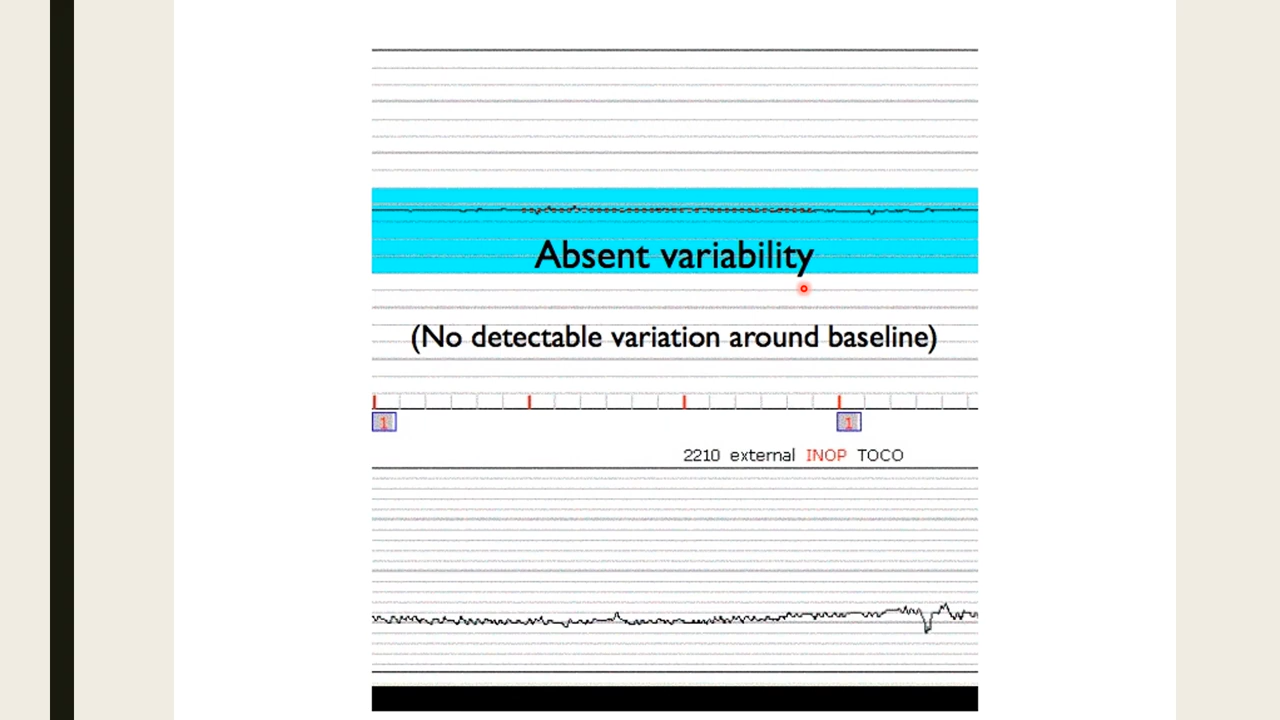 Absent variability
(No detectable variation around baseline)
1 1
2210 external INOP TOCO